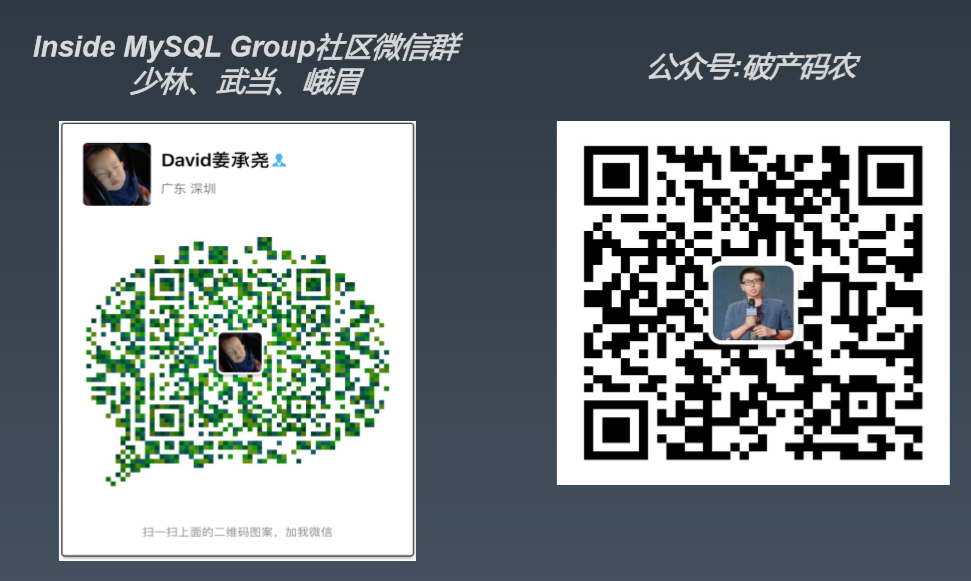 Inside MySQL Group社区微信群
少林、武当、峨眉
公众号:破产码农
David姜承尧
广东 深圳
扫一扫上面的二维码图案，加我微信